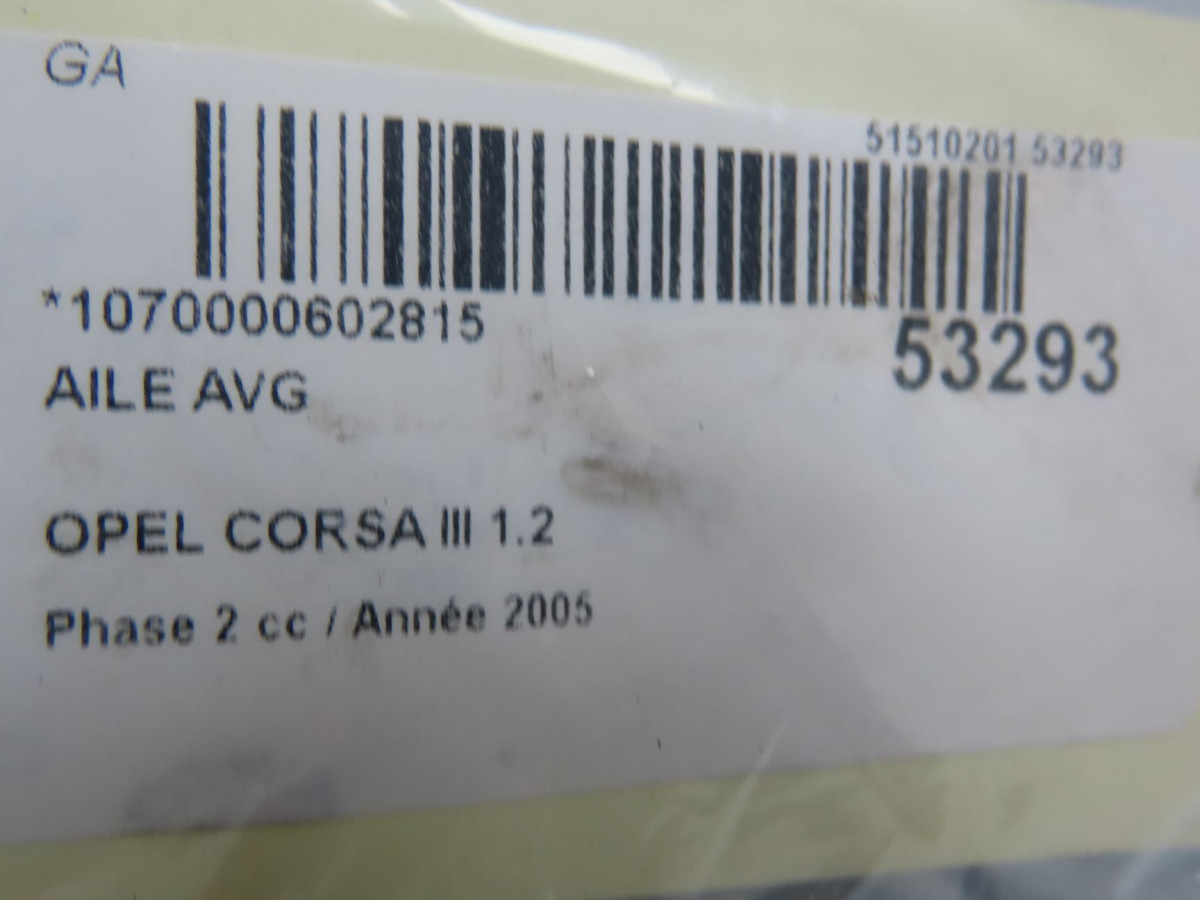 GA
51510201 53293
*1070000602815
53293
AILE AVG
OPEL CORSA III 1.2
Phase 2 cc / Année 2005